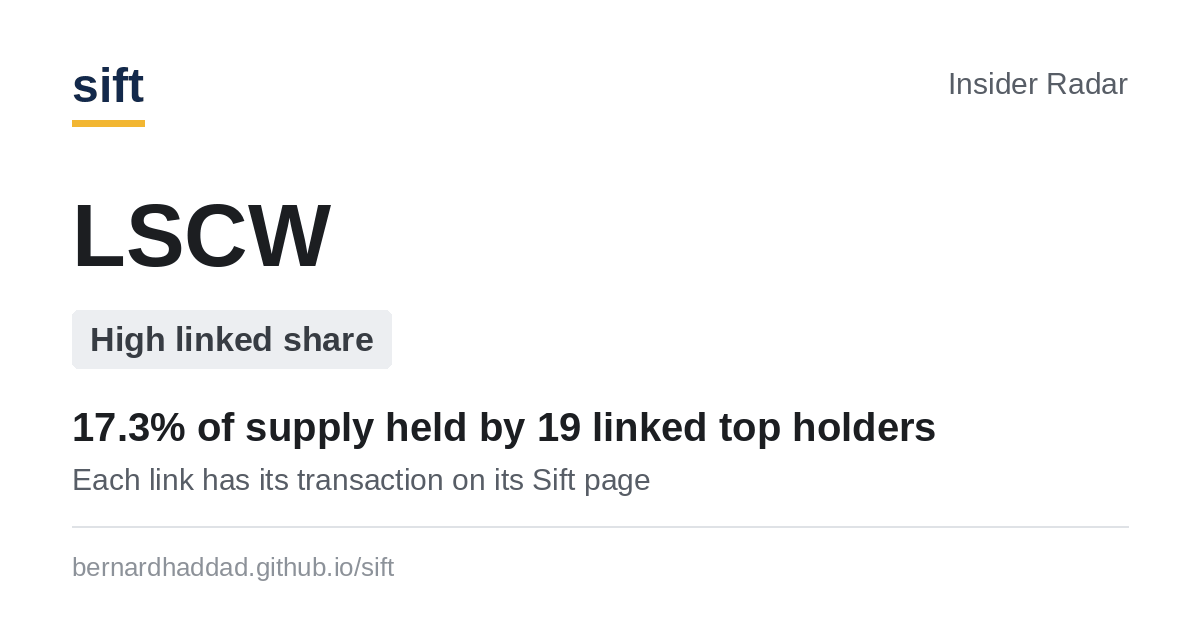 sift
Insider Radar
LSCW
High linked share
17.3% of supply held by 19 linked top holders
Each link has its transaction on its Sift page
bernardhaddad.github.io/sift